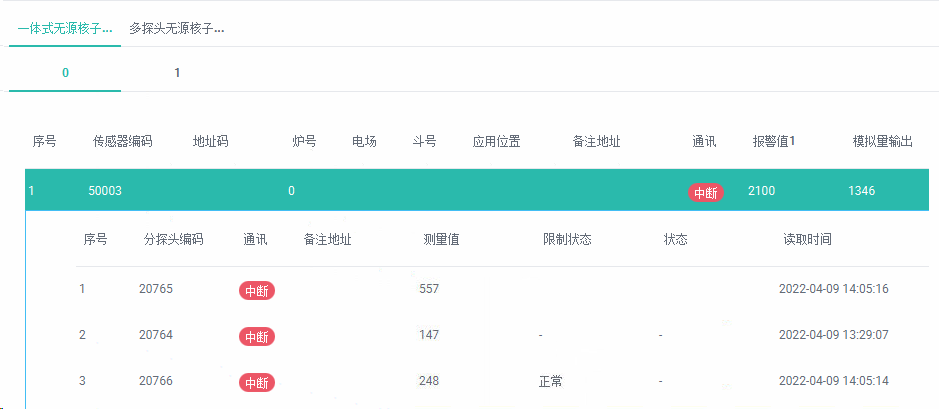 一体式无源核子... 多探头无源核子...
0 1
序号 传感器编码 地址码 炉号 电场 斗号 应用位置 备注地址 通讯 报警值1 模拟量输出
1 50003 0 中断 2100 1346
序号 分探头编码 通讯 备注地址 测量值 限制状态 状态 读取时间
1 20765 中断 557 2022-04-09 14:05:16
2 20764 中断 147 - - 2022-04-09 13:29:07
3 20766 中断 248 正常 - 2022-04-09 14:05:14